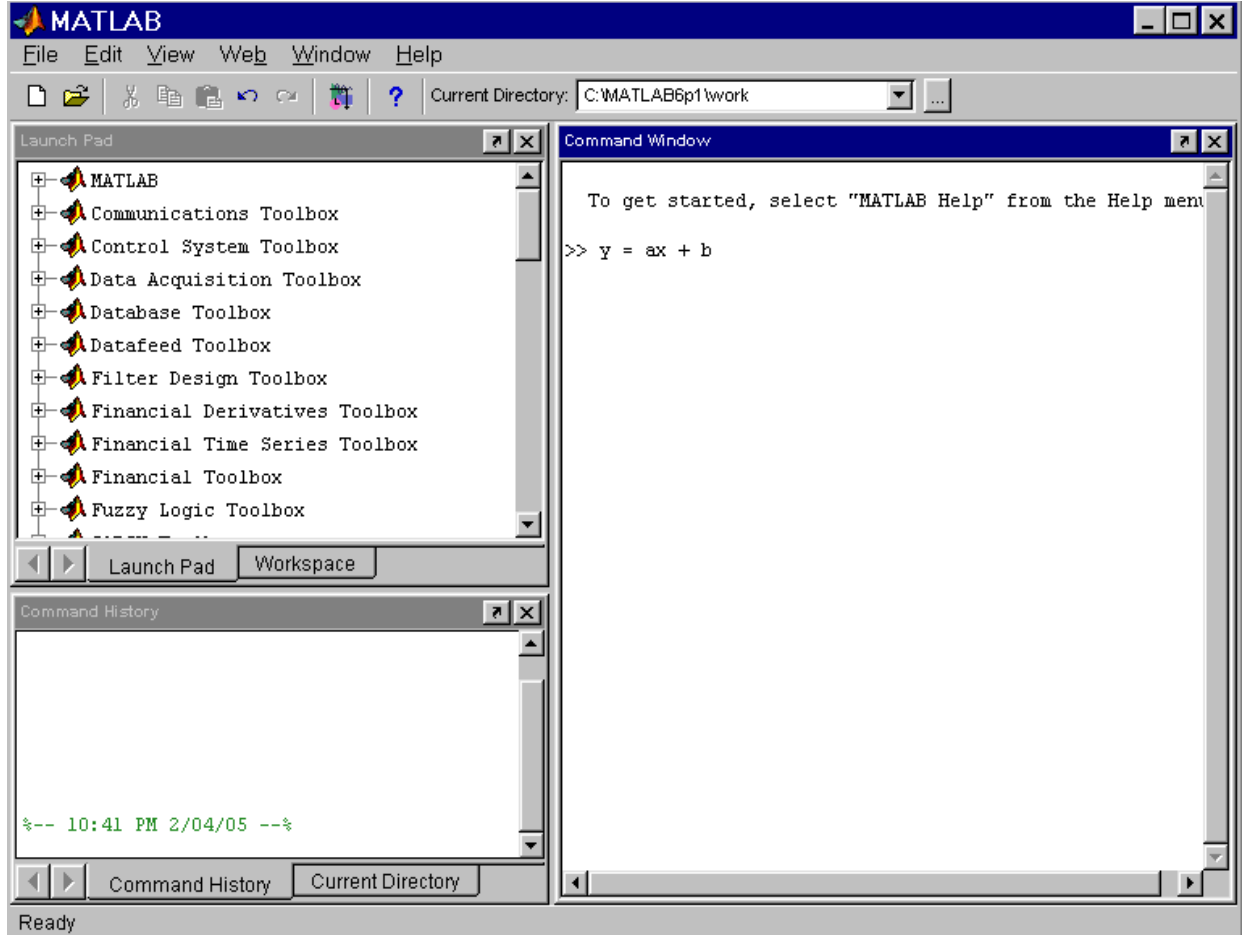 MATLAB
File Edit View Web Window Help
Current Directory: C:\MATLAB6p1\work ...
Launch Pad
MATLAB
Communications Toolbox
Control System Toolbox
Data Acquisition Toolbox
Database Toolbox
Datafeed Toolbox
Filter Design Toolbox
Financial Derivatives Toolbox
Financial Time Series Toolbox
Financial Toolbox
Fuzzy Logic Toolbox
Launch Pad Workspace
Command History
%-- 10:41 PM 2/04/05 --%
Command History Current Directory
Command Window
To get started, select "MATLAB Help" from the Help menu
>> y = ax + b
Ready